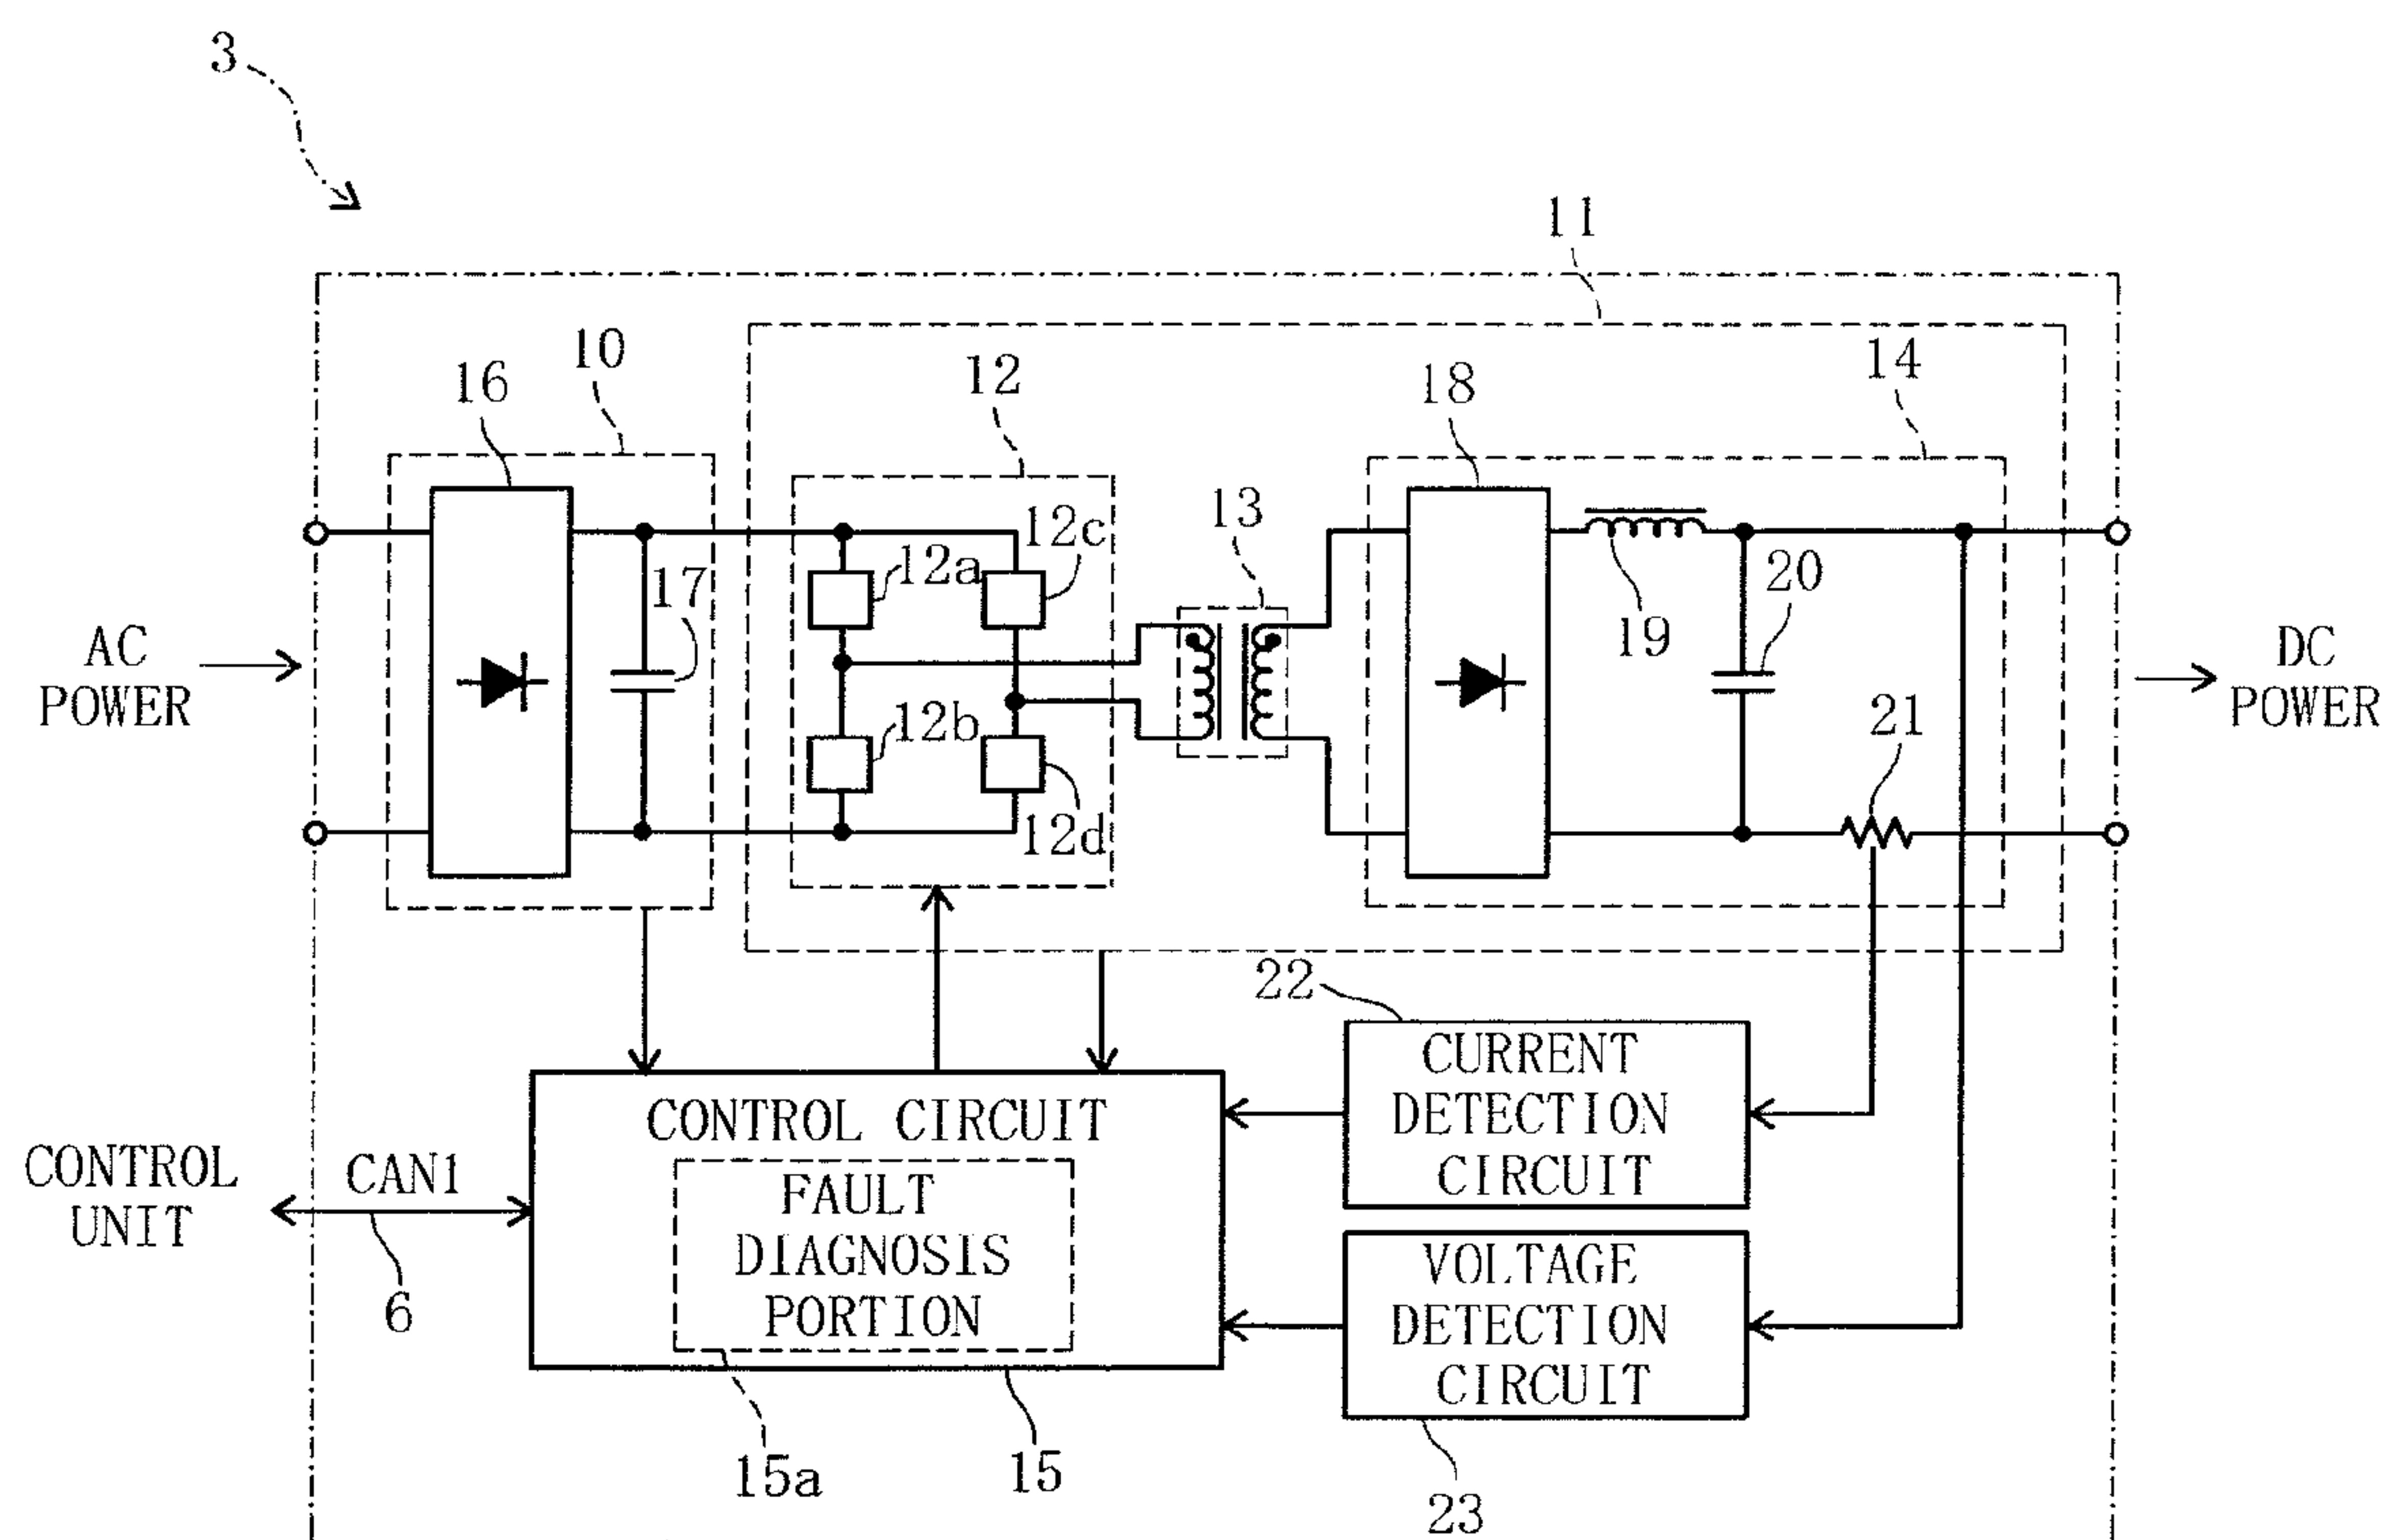 3
11
10
14
16
12
18
13
12c
12a
17
20
19
AC
POWER
DC
POWER
12b
21
12d
22
CURRENT
DETECTION
CIRCUIT
CONTROL CIRCUIT
CONTROL
UNIT
CAN1
FAULT
DIAGNOSIS
PORTION
VOLTAGE
DETECTION
CIRCUIT
6
15a
15
23